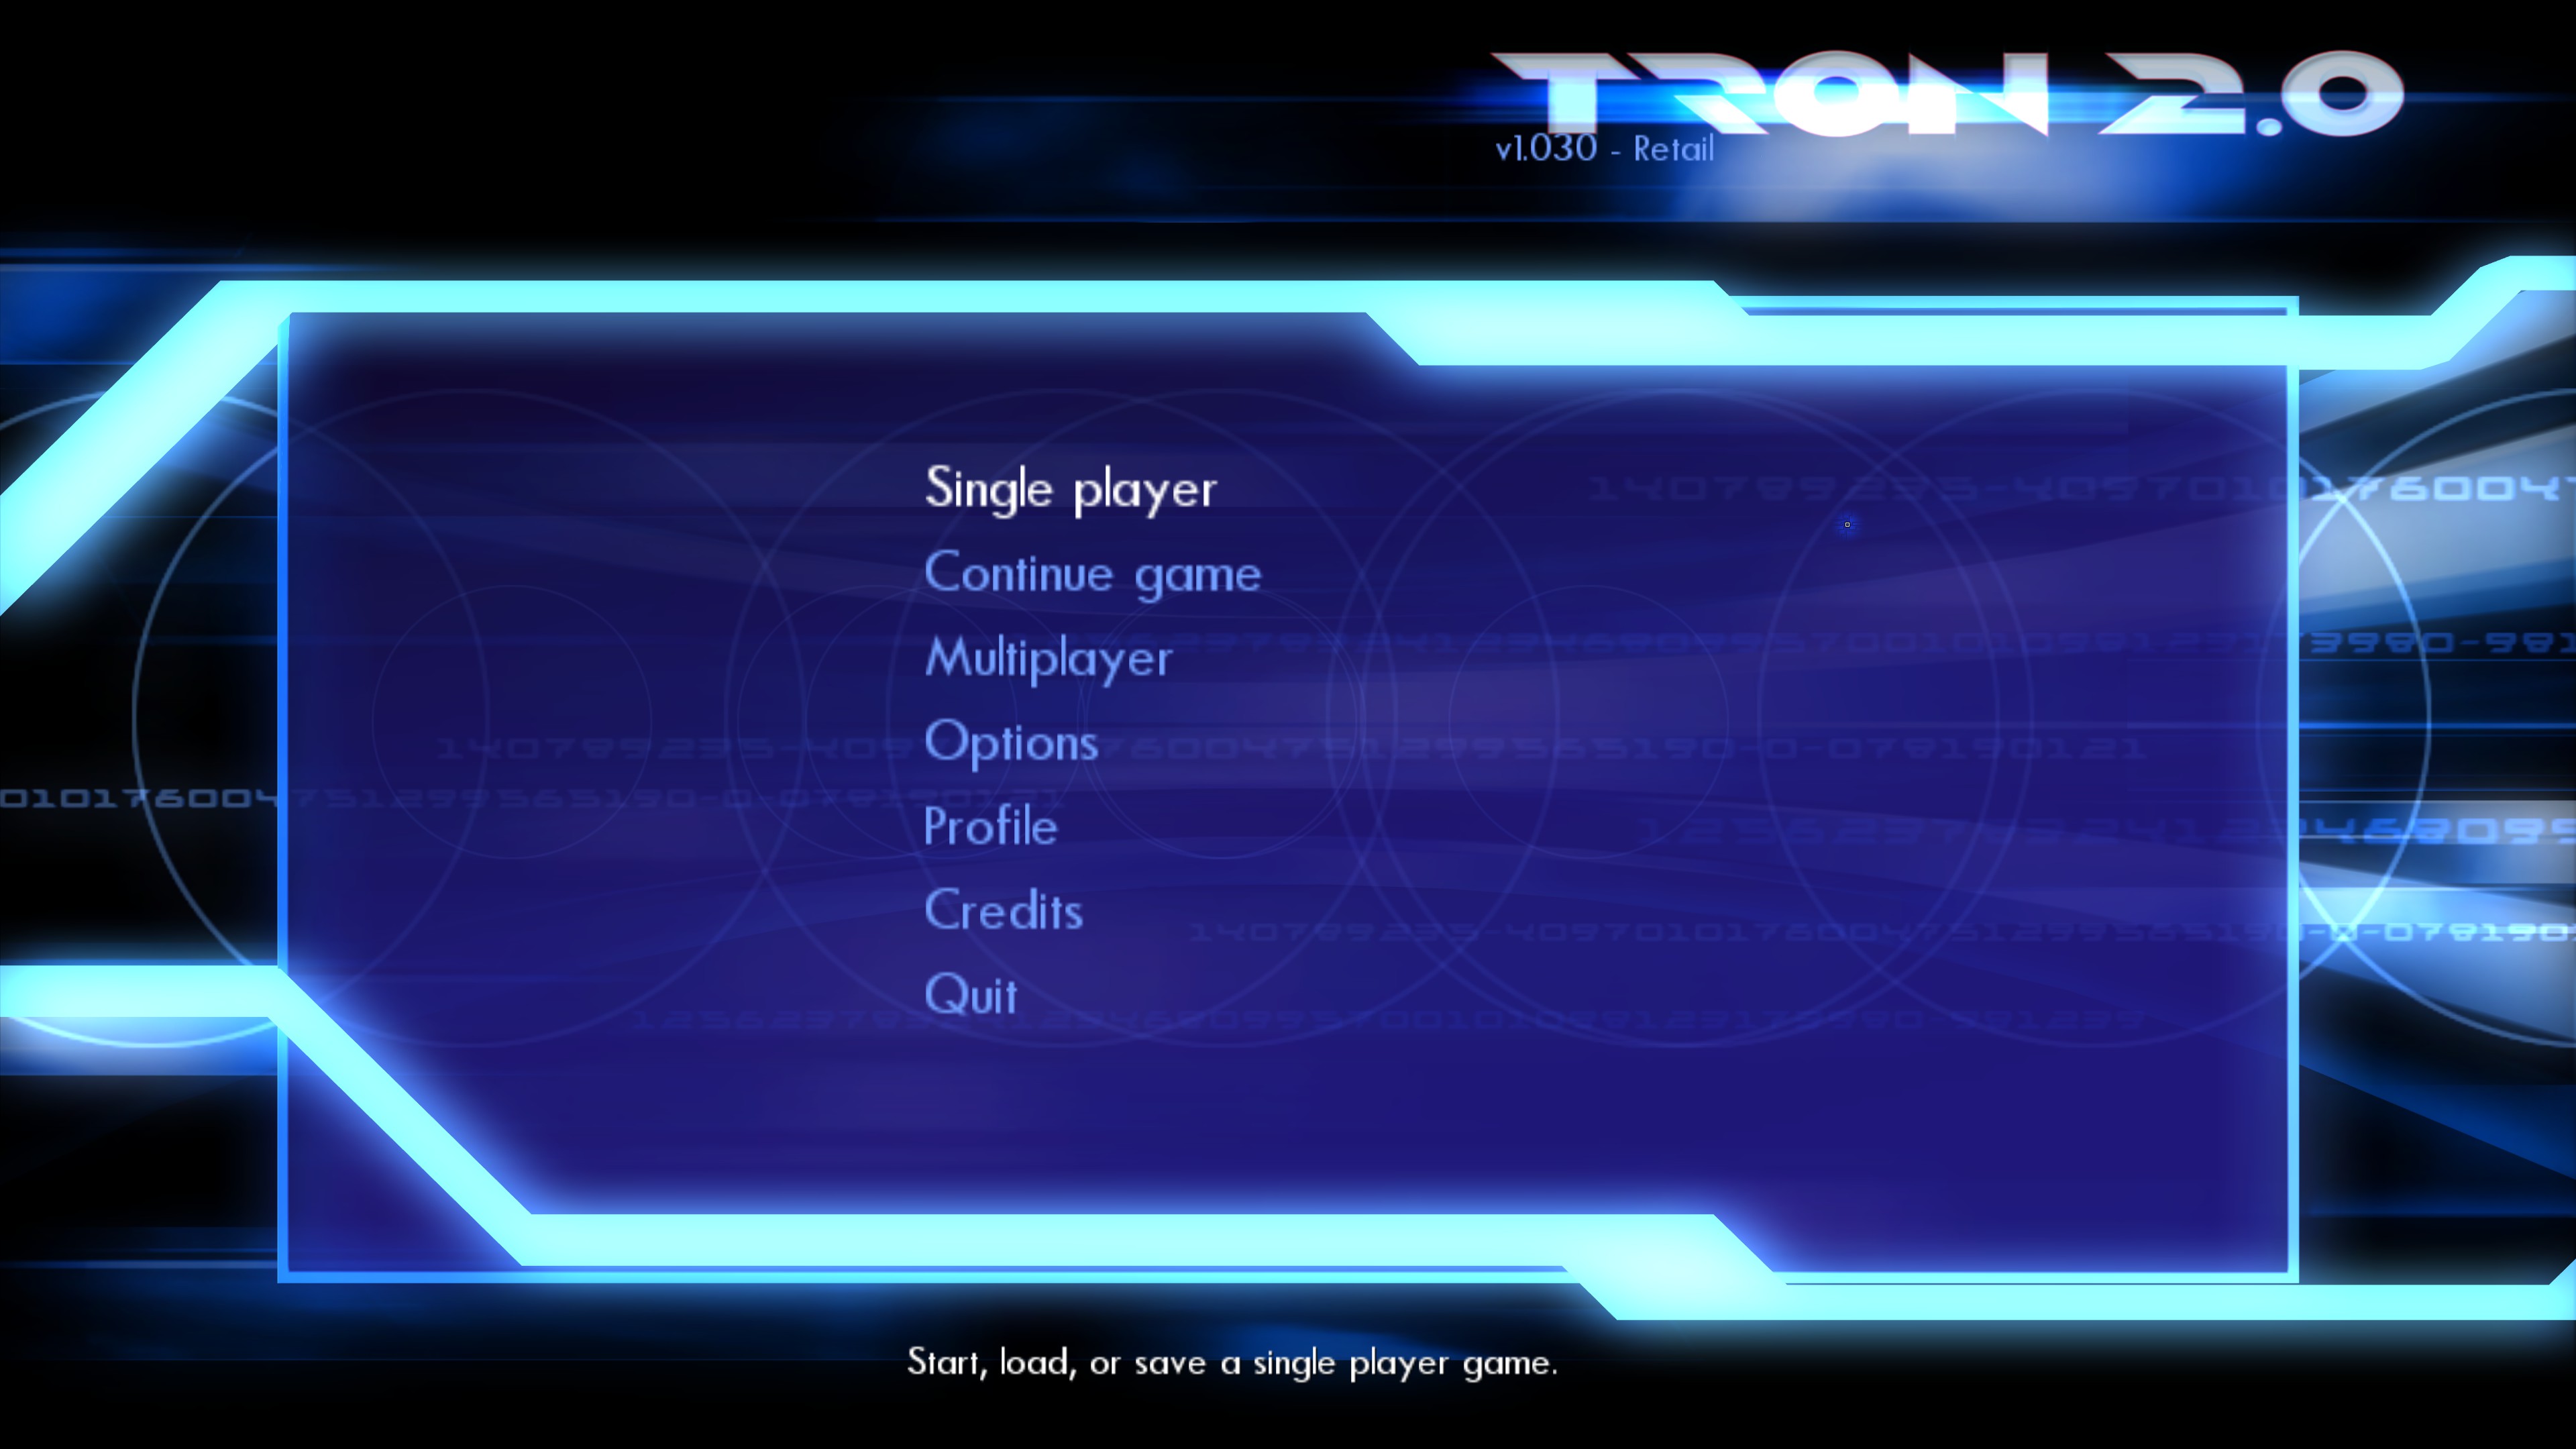 TRON 2.0
v1.030 - Retail
Single player
Continue game
Multiplayer
Options
Profile
Credits
Quit
Start, load, or save a single player game.